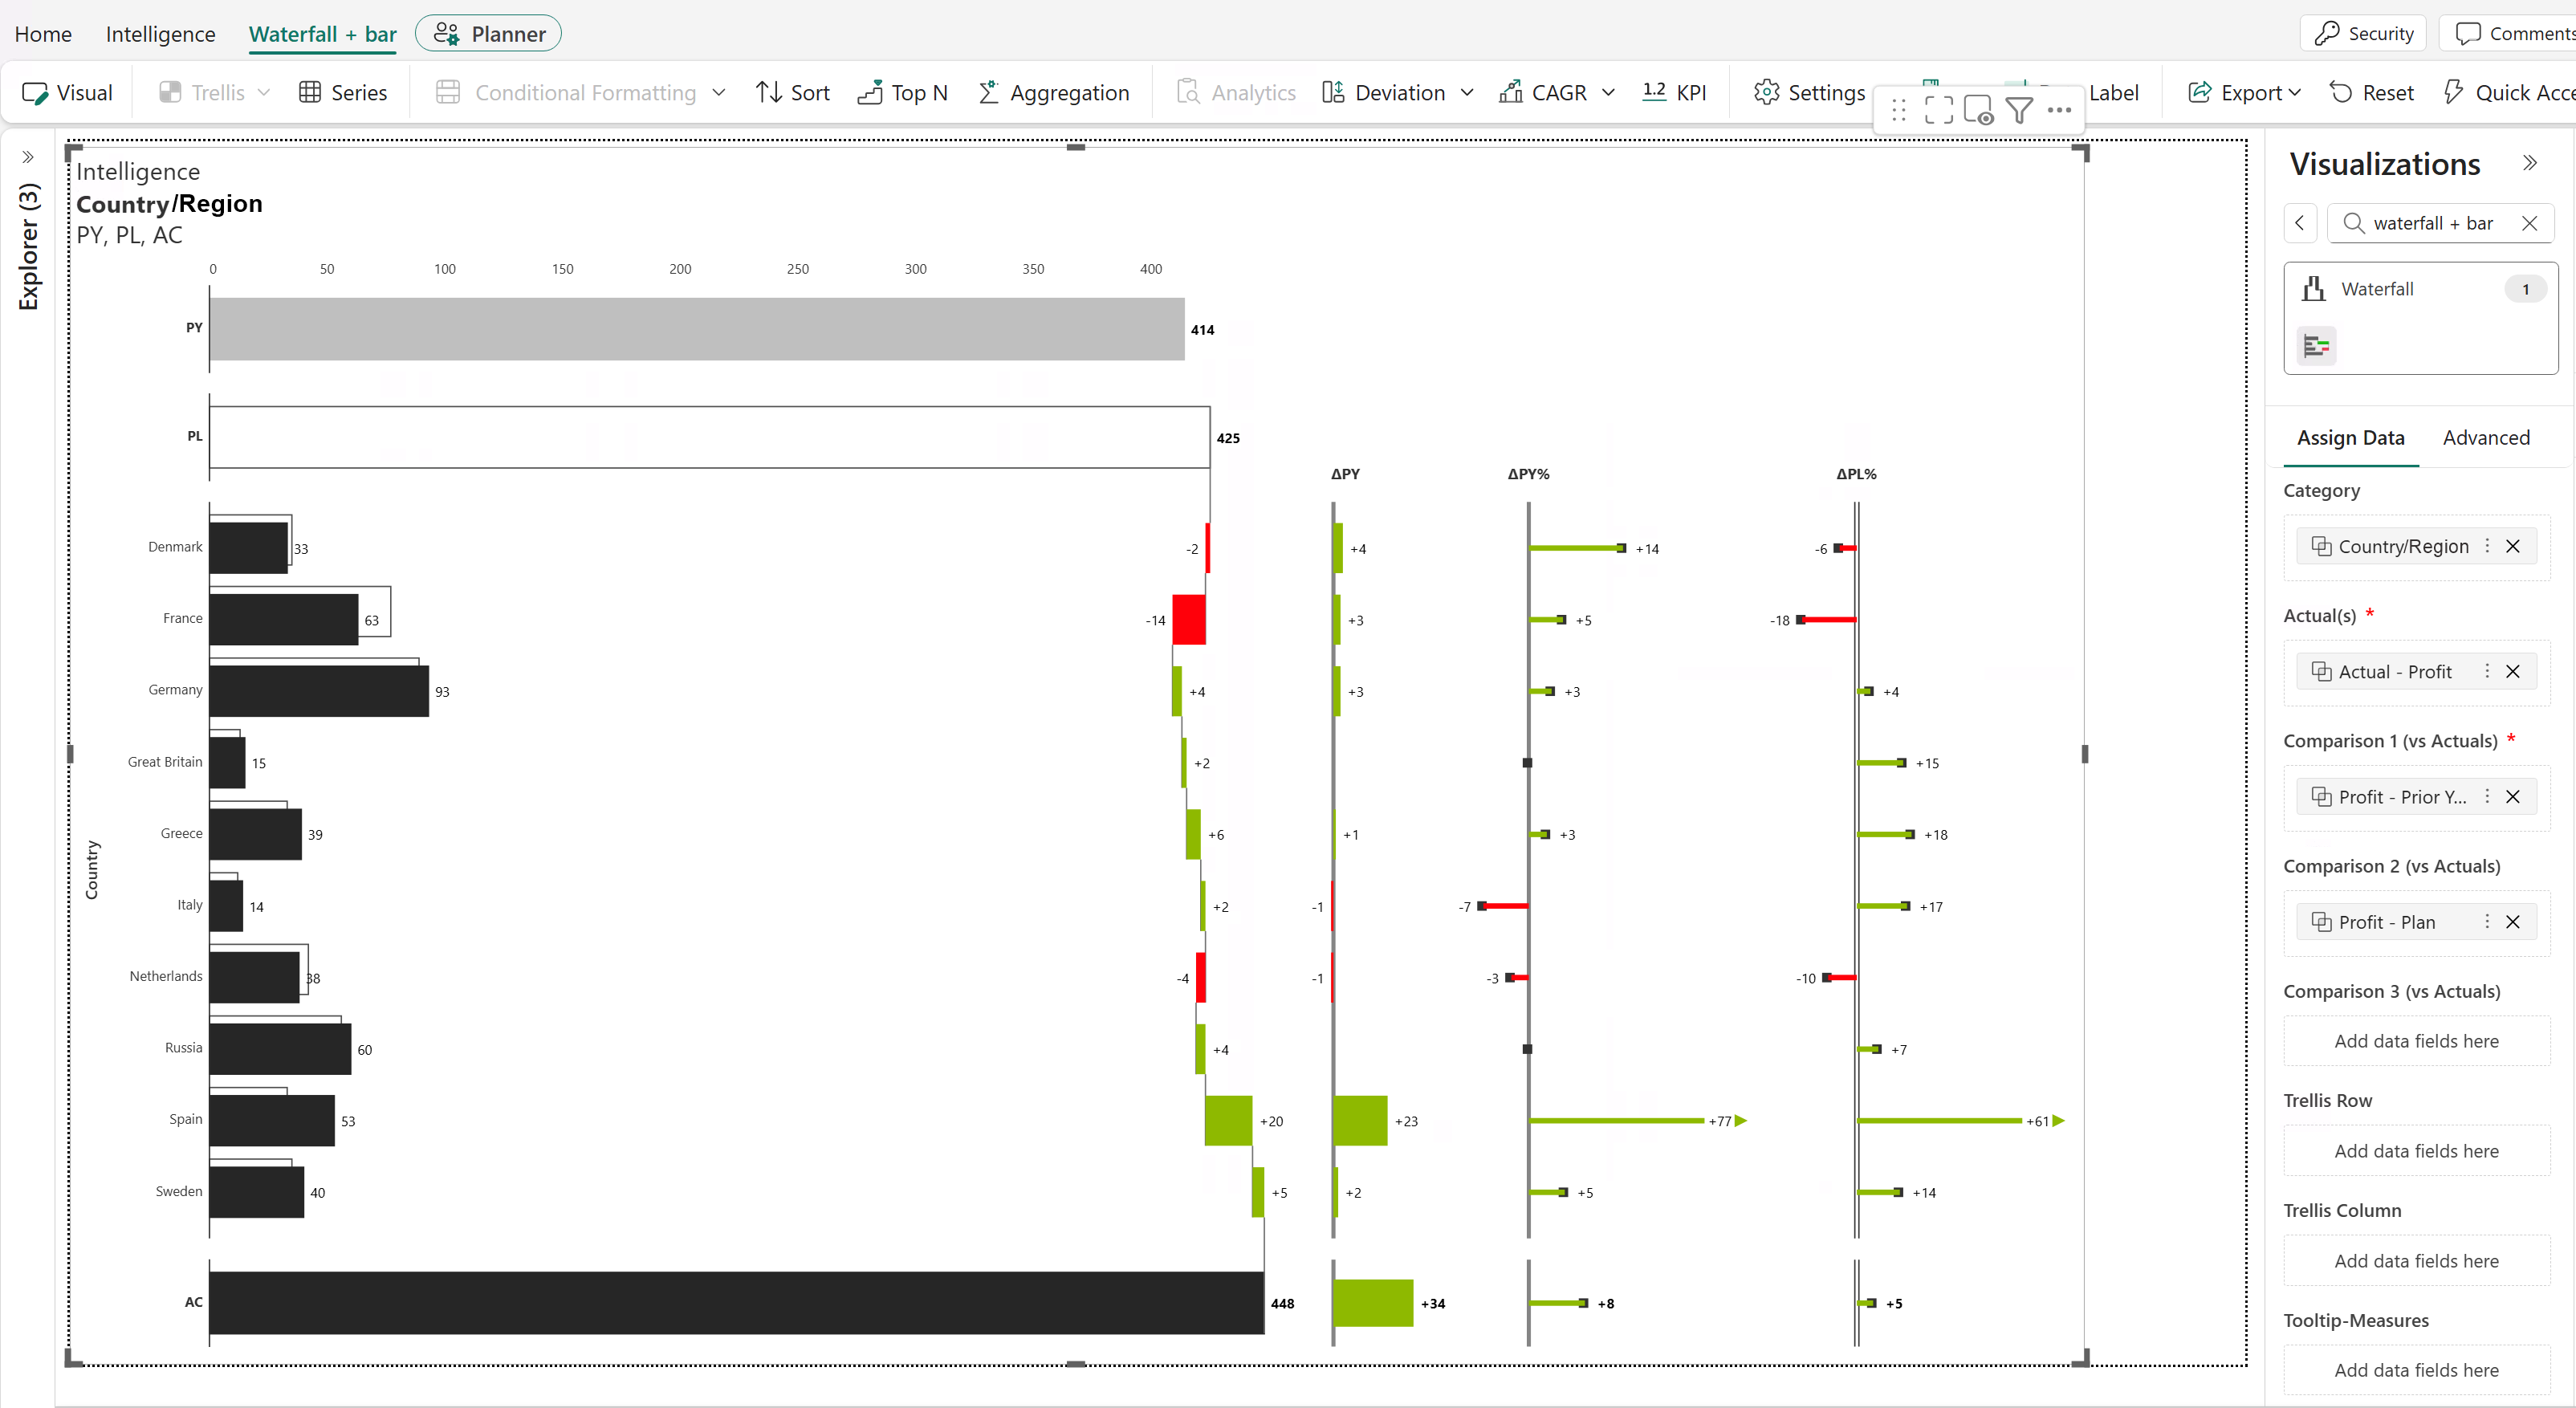 Home Intelligence Waterfall + bar Planner Security Comments
Visual Trellis Series Conditional Formatting Sort Top N Aggregation Analytics Deviation CAGR 1.2 KPI Settings Label Export Reset Quick Acce
Explorer (3)
Intelligence
Country/Region
PY, PL, AC
0 50 100 150 200 250 300 350 400
PY 414
PL 425
ΔPY ΔPY% ΔPL%
Denmark 33 -2 +4 +14 -6
France 63 -14 +3 +5 -18
Germany 93 +4 +3 +3 +4
Great Britain 15 +2 +15
Greece 39 +6 +1 +3 +18
Country
Italy 14 +2 -1 -7 +17
Netherlands 38 -4 -1 -3 -10
Russia 60 +4 +7
Spain 53 +20 +23 +77 +61
Sweden 40 +5 +2 +5 +14
AC 448 +34 +8 +5
Visualizations
waterfall + bar
Waterfall 1
Assign Data Advanced
Category
Country/Region
Actual(s) *
Actual - Profit
Comparison 1 (vs Actuals) *
Profit - Prior Y...
Comparison 2 (vs Actuals)
Profit - Plan
Comparison 3 (vs Actuals)
Add data fields here
Trellis Row
Add data fields here
Trellis Column
Add data fields here
Tooltip-Measures
Add data fields here